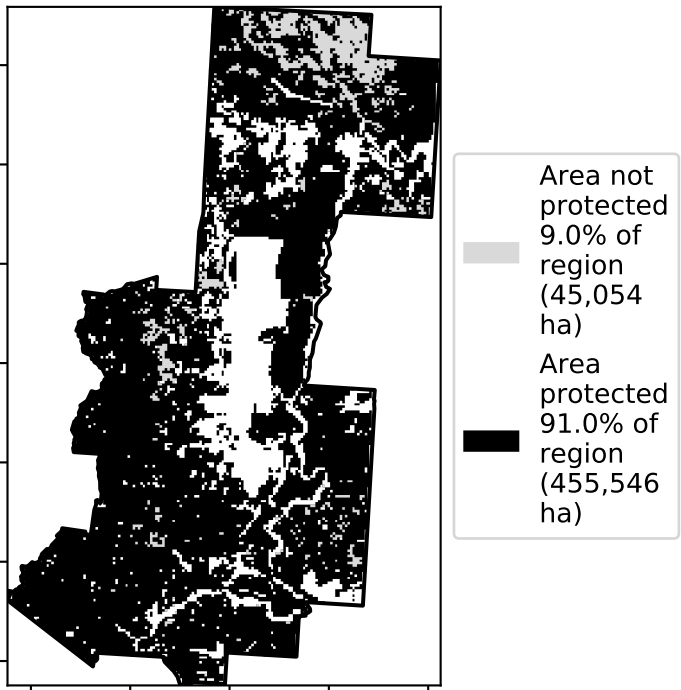 Area not
protected
9.0% of
region
(45,054
ha)
Area
protected
91.0% of
region
(455,546
ha)